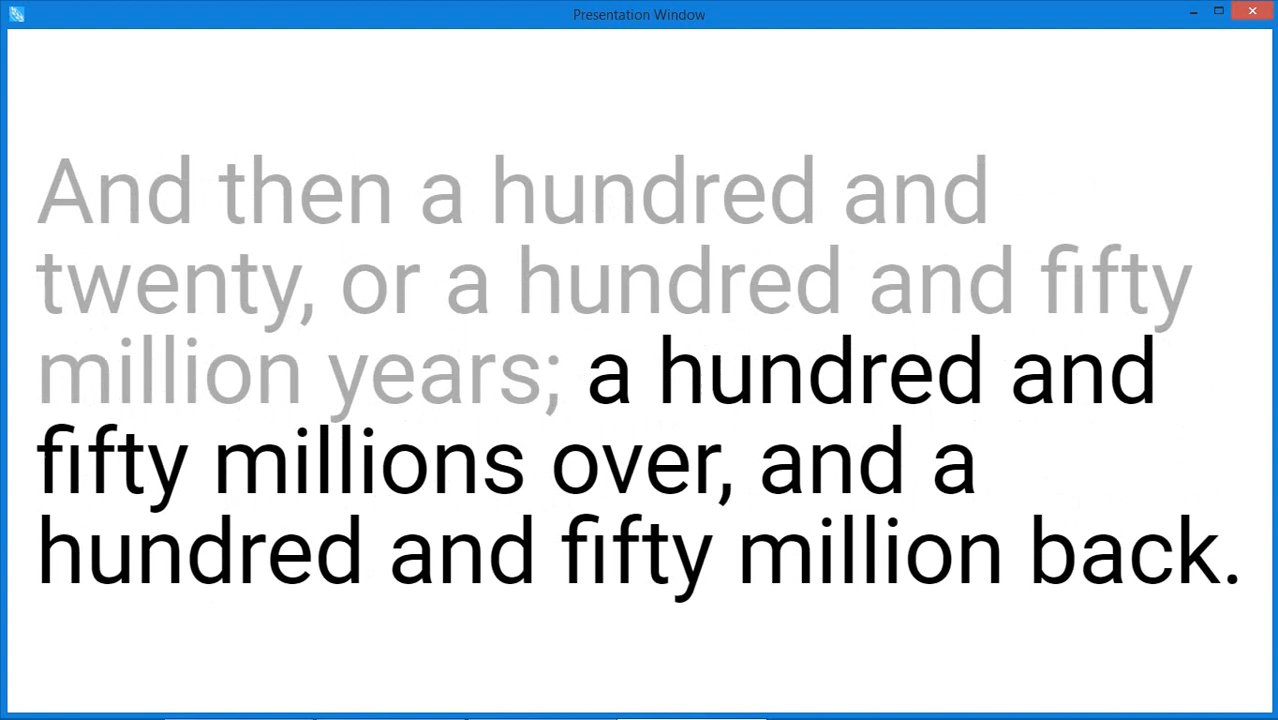 Presentation Window
And then a hundred and
twenty, or a hundred and fifty
million years; a hundred and
fifty millions over, and a
hundred and fifty million back.